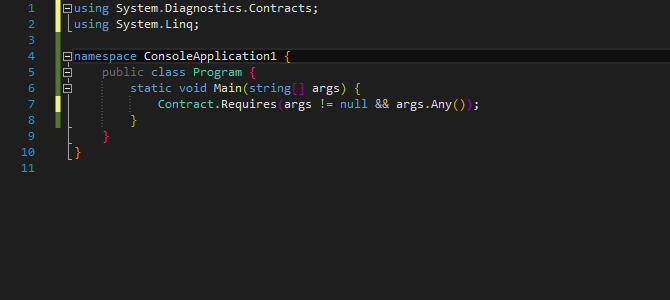 1 using System.Diagnostics.Contracts;
2 using System.Linq;
3
4 namespace ConsoleApplication1 {
5     public class Program {
6         static void Main(string[] args) {
7             Contract.Requires(args != null && args.Any());
8         }
9     }
10 }
11